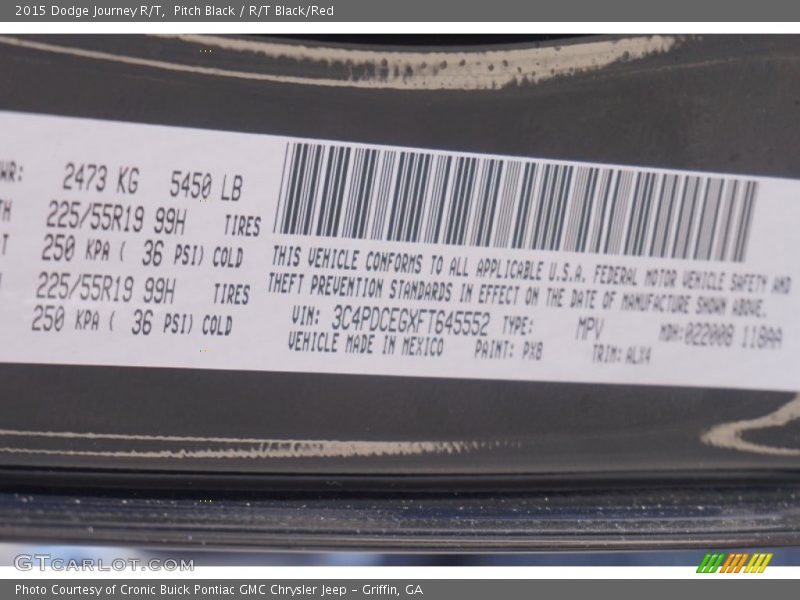 2015 Dodge Journey R/T, Pitch Black / R/T Black/Red
2473 KG 5450 LB
225/55R19 99H TIRES
250 KPA ( 36 PSI) COLD
225/55R19 99H TIRES
250 KPA ( 36 PSI) COLD
THIS VEHICLE CONFORMS TO ALL APPLICABLE U.S.A. FEDERAL MOTOR VEHICLE SAFETY AND
THEFT PREVENTION STANDARDS IN EFFECT ON THE DATE OF MANUFACTURE SHOWN ABOVE.
VIN: 3C4PDCEGXFT645552 TYPE: MPV MDH:022008 118AA
VEHICLE MADE IN MEXICO PAINT: PX8 TRIM: ALX4
GTCARLOT.COM
Photo Courtesy of Cronic Buick Pontiac GMC Chrysler Jeep - Griffin, GA